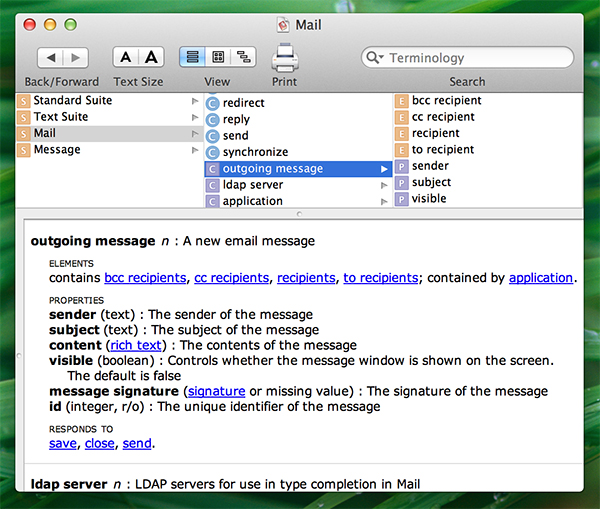 Mail
A A
Terminology
Back/Forward Text Size View Print Search
S Standard Suite
S Text Suite
S Mail
S Message
C redirect
C reply
C send
C synchronize
C outgoing message
C ldap server
C application
E bcc recipient
E cc recipient
E recipient
E to recipient
P sender
P subject
P visible
outgoing message n : A new email message
ELEMENTS
contains bcc recipients, cc recipients, recipients, to recipients; contained by application.
PROPERTIES
sender (text) : The sender of the message
subject (text) : The subject of the message
content (rich text) : The contents of the message
visible (boolean) : Controls whether the message window is shown on the screen.
The default is false
message signature (signature or missing value) : The signature of the message
id (integer, r/o) : The unique identifier of the message
RESPONDS TO
save, close, send.
ldap server n : LDAP servers for use in type completion in Mail